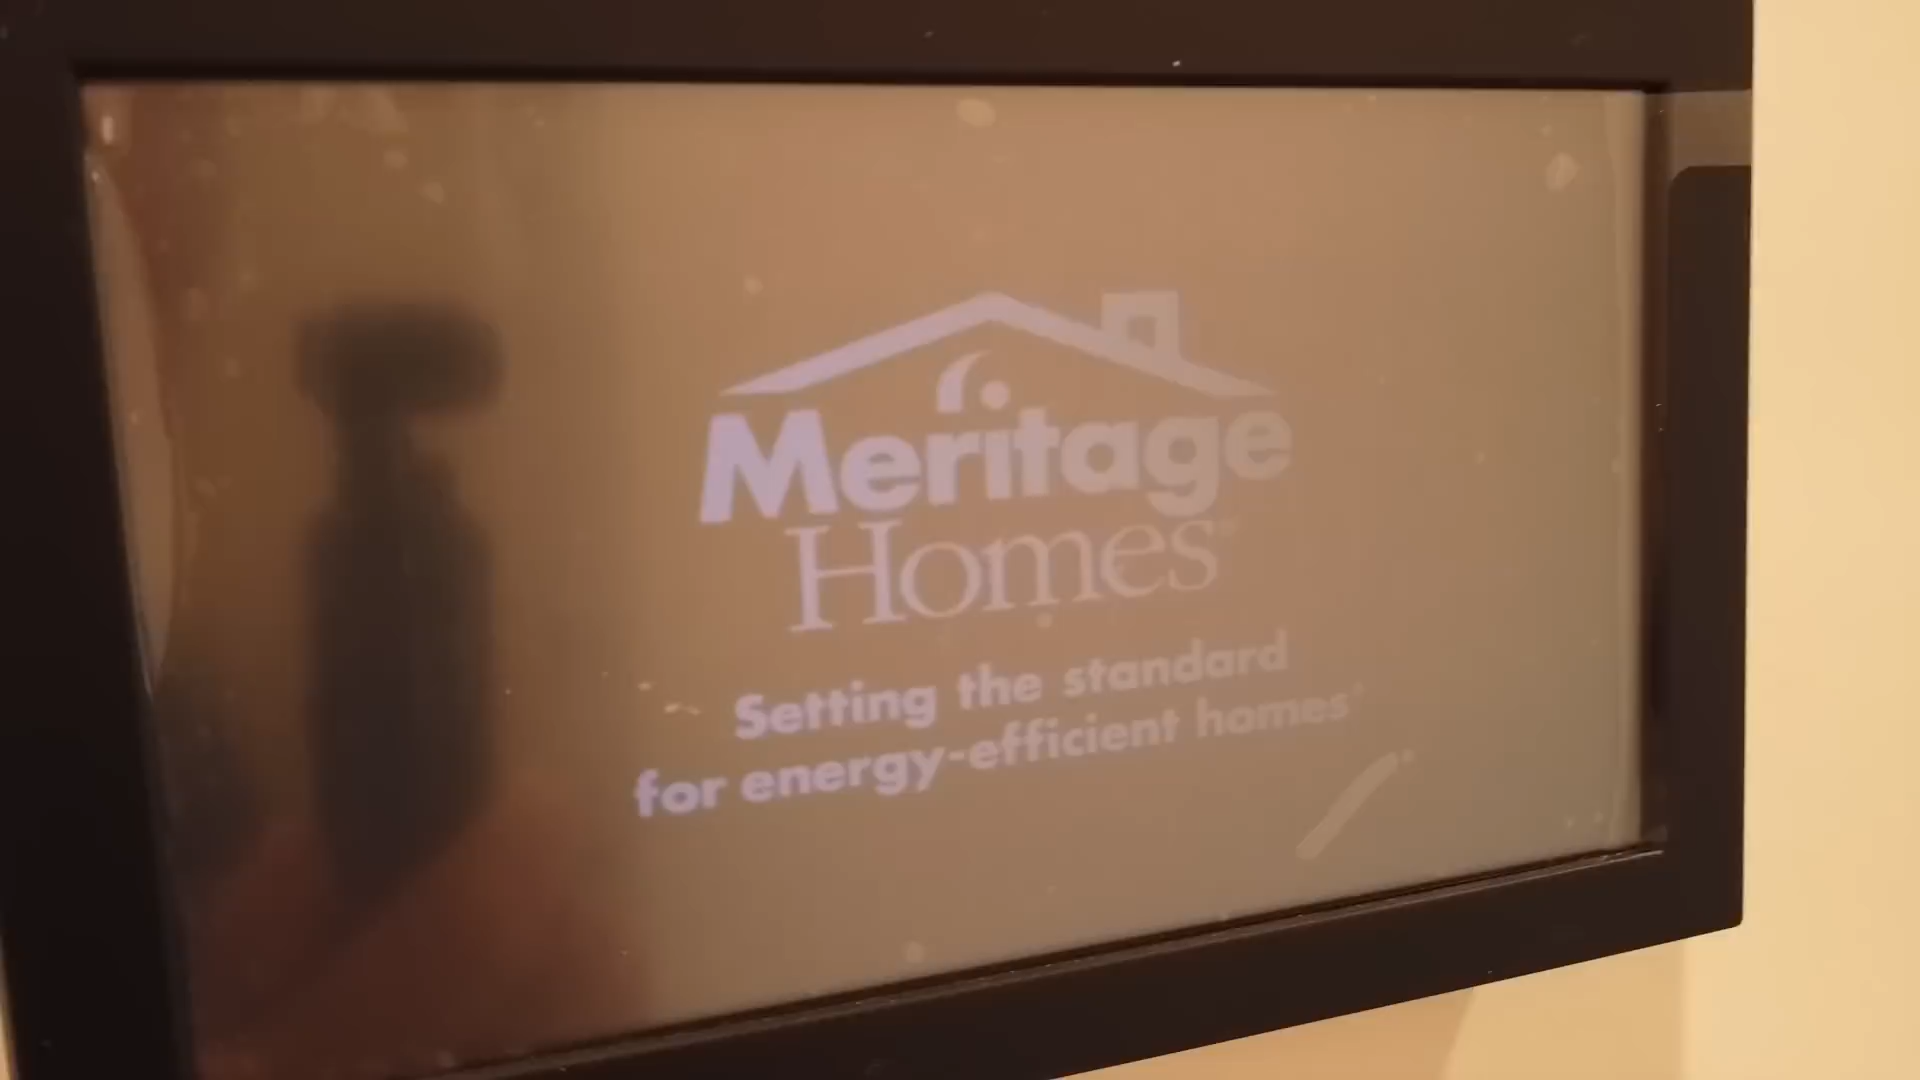 Meritage
Homes
Setting the standard
for energy-efficient homes